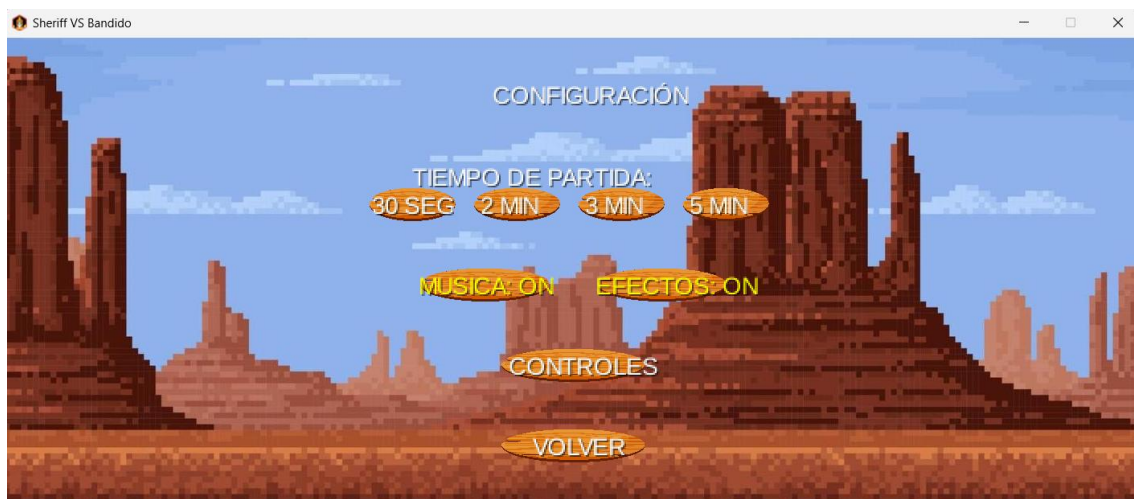 Sheriff VS Bandido
CONFIGURACIÓN
TIEMPO DE PARTIDA:
30 SEG 2 MIN 3 MIN 5 MIN
MUSICA: ON EFECTOS: ON
CONTROLES
VOLVER